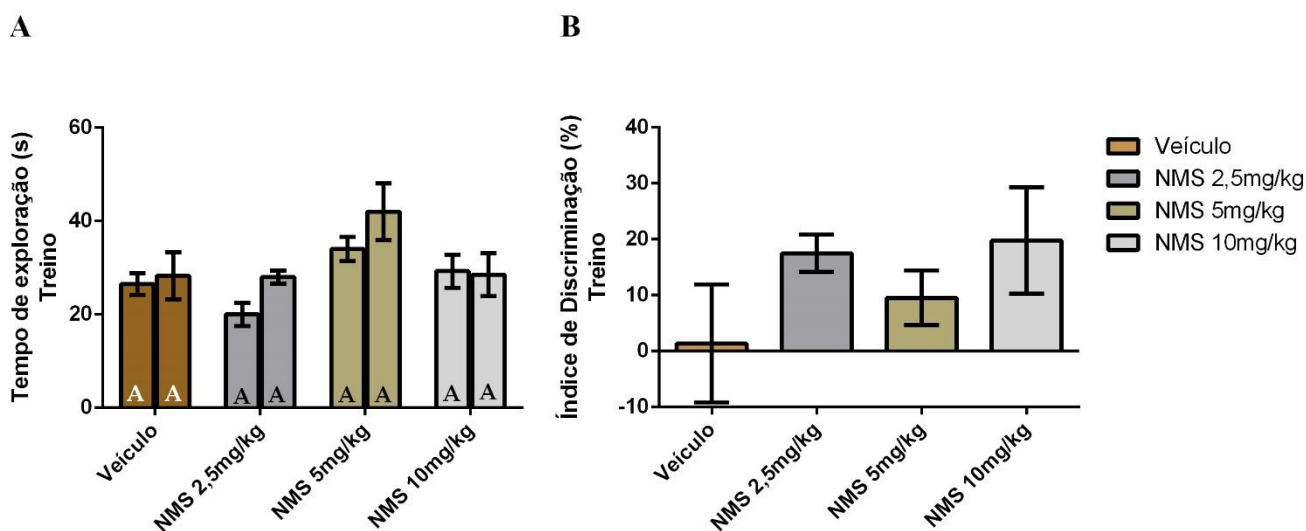 A
Tempo de exploração (s)
Treino
60
40
20
0
A A A A A A A A
Veículo
NMS 2,5mg/kg
NMS 5mg/kg
NMS 10mg/kg
B
Índice de Discriminação (%)
Treino
40
30
20
10
0
-10
Veículo
NMS 2,5mg/kg
NMS 5mg/kg
NMS 10mg/kg
Veículo
NMS 2,5mg/kg
NMS 5mg/kg
NMS 10mg/kg